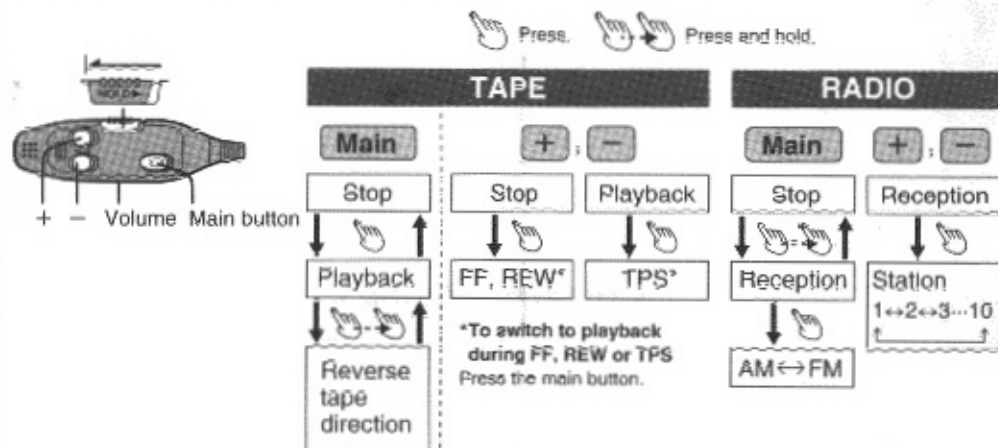 Press.
Press and hold.
HOLD
+ − Volume Main button
TAPE
Main
+ , −
Stop
Playback
Reverse
tape
direction
Stop
FF, REW*
Playback
TPS*
*To switch to playback
during FF, REW or TPS
Press the main button.
RADIO
Main
+ , −
Stop
Reception
AM↔FM
Reception
Station
1↔2↔3···10